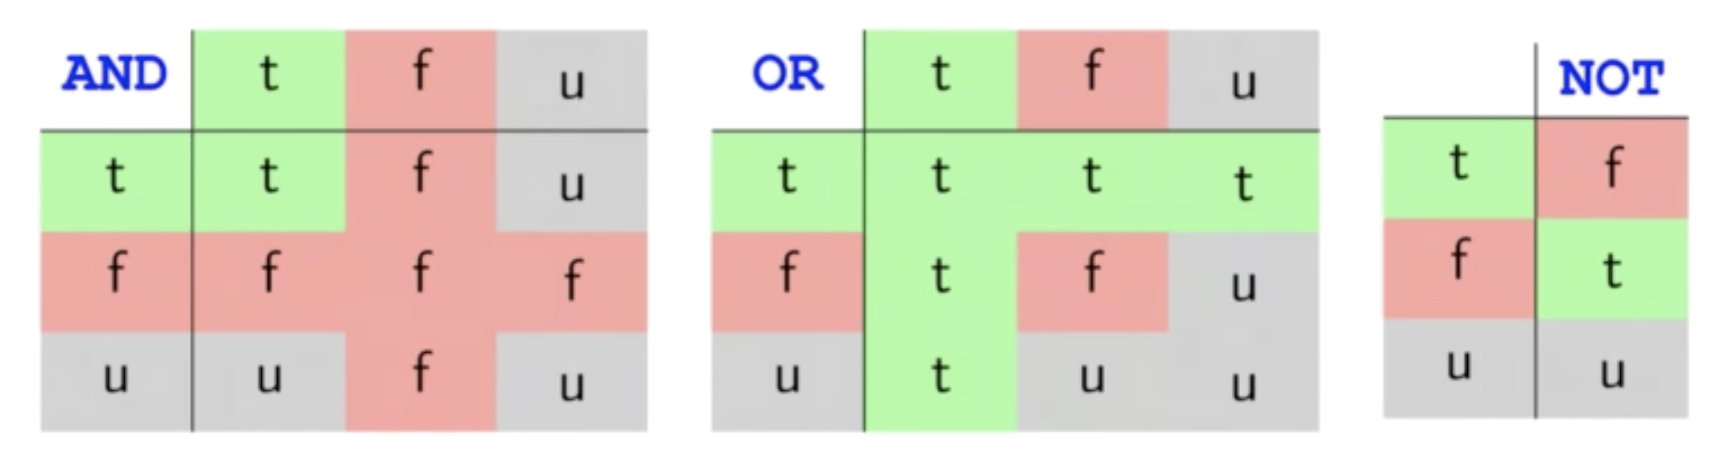 AND t f u
t t f u
f f f f
u u f u
OR t f u
t t t t
f t f u
u t u u
NOT
t f
f t
u u